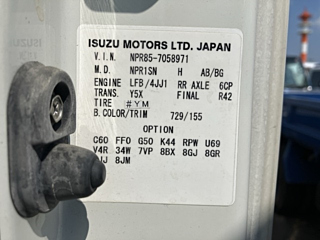 ISUZU MOTORS LTD. JAPAN
V.I.N. NPR85-7058971
M.D. NPR1SN H AB/BG
ENGINE LFB/4JJ1 RR AXLE 6CP
TRANS. Y5X FINAL R42
TIRE #YM
B.COLOR/TRIM 729/155
OPTION
C60 FF0 G50 K44 RPW U69
V4R 34W 7VP 8BX 8GJ 8GR
8JM